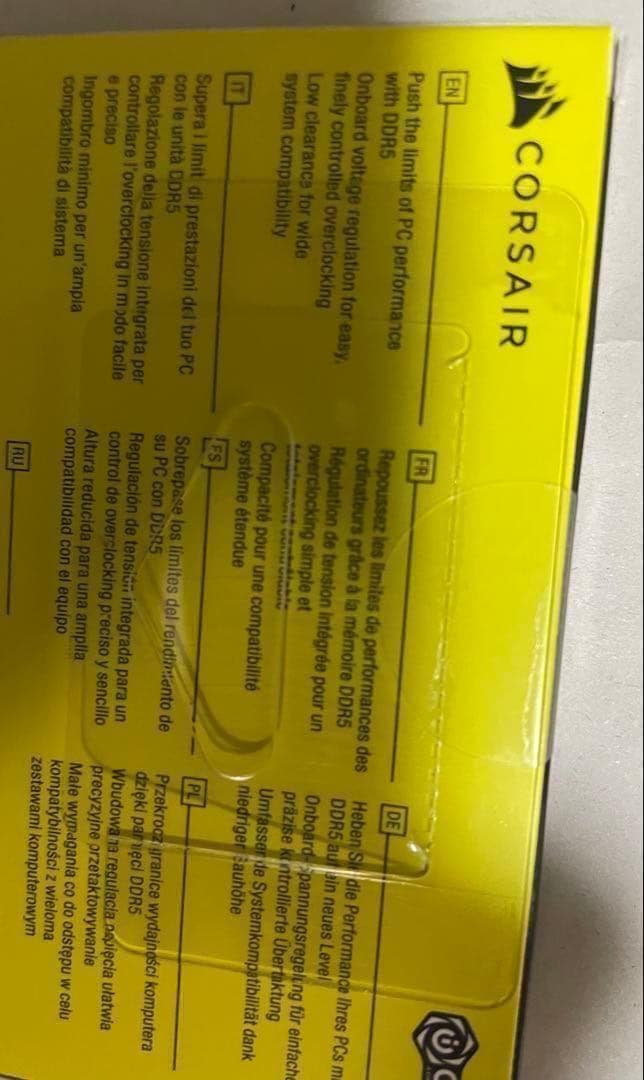 CORSAIR
EN
Push the limits of PC performance
with DDR5
Onboard voltage regulation for easy,
finely controlled overclocking
Low clearance for wide
system compatibility
FR
Repoussez les limites de performances des
ordinateurs grâce à la mémoire DDR5
Régulation de tension intégrée pour un
overclocking simple et
Compacité pour une compatibilité
système étendue
DE
Heben Sie die Performance Ihres PCs
DDR5 auf ein neues Level
Onboard-Spannungsregelung für
präzise kontrollierte Übertaktung
Umfassende Systemkompatibilität dank
niedriger Bauhöhe
IT
Supera i limiti di prestazioni del tuo PC
con le unità DDR5
Regolazione della tensione integrata per
controllare l'overclocking in modo facile
e preciso
Ingombro minimo per un'ampia
compatibilità di sistema
ES
Sobrepase los límites del rendimiento de
su PC con DDR5
Regulación de tensión integrada para un
control de overclocking preciso y sencillo
Altura reducida para una amplia
compatibilidad con el equipo
PL
Przekrocz granice wydajności komputera
dzięki pamięci DDR5
Wbudowana regulacja napięcia ułatwia
precyzyjne przetaktowywanie
Małe wymagania co do odstępu w celu
kompatybilności z wieloma
zestawami komputerowym
RU